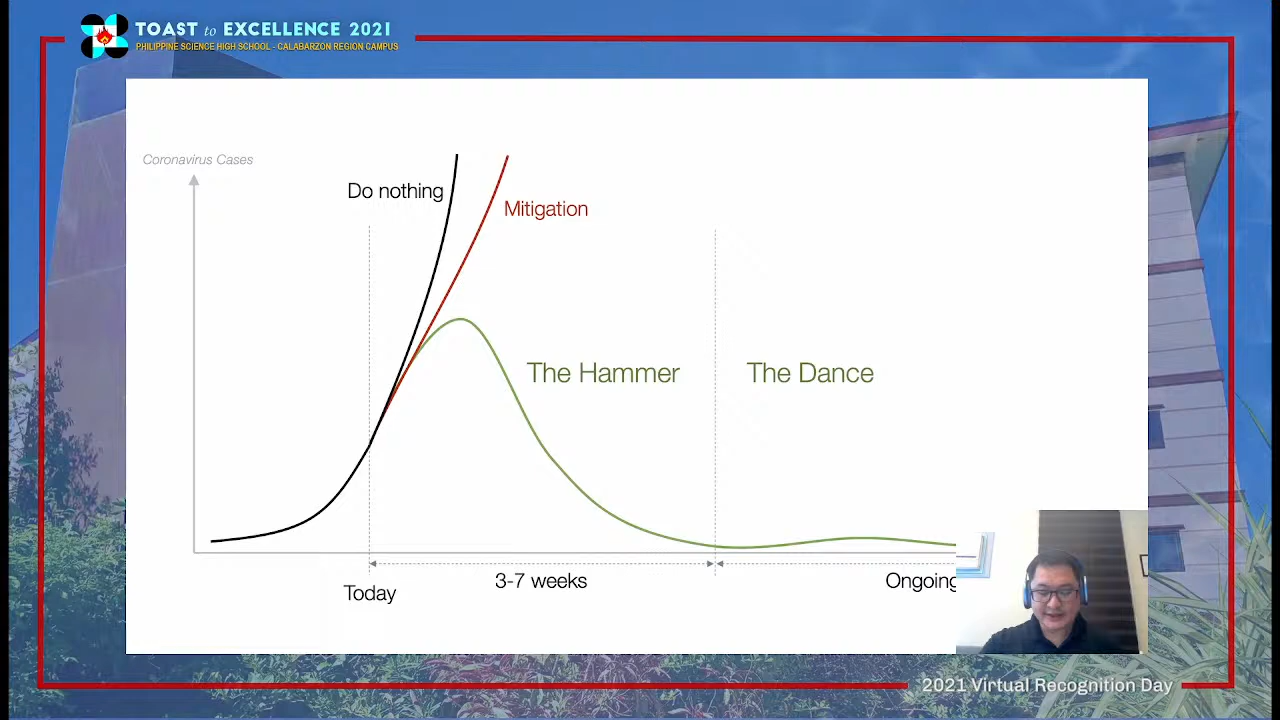 TOAST to EXCELLENCE 2021
PHILIPPINE SCIENCE HIGH SCHOOL - CALABARZON REGION CAMPUS
Coronavirus Cases
Do nothing
Mitigation
The Hammer
The Dance
3-7 weeks
Ongoing
Today
2021 Virtual Recognition Day